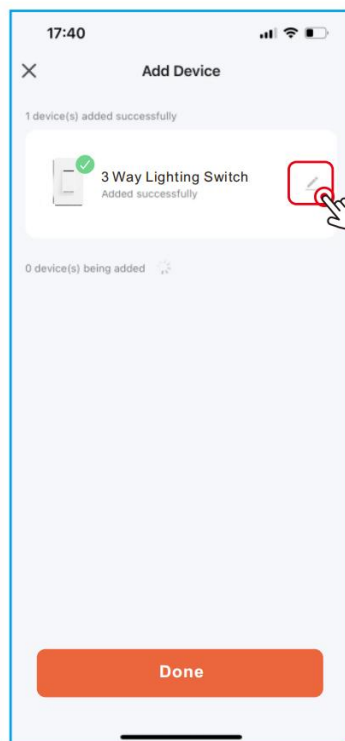 17:40
Add Device
1 device(s) added successfully
3 Way Lighting Switch
Added successfully
0 device(s) being added
Done